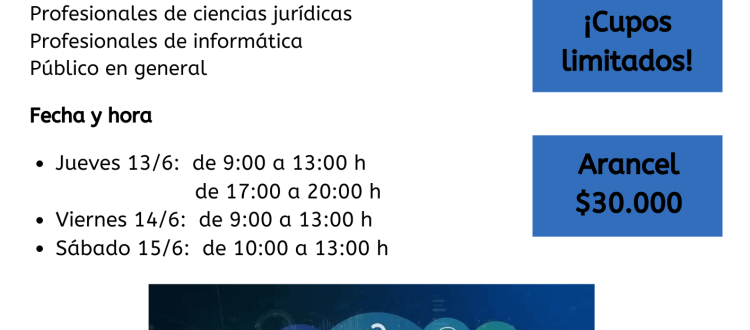 Profesionales de ciencias jurídicas
Profesionales de informática
Público en general
¡Cupos
limitados!
Fecha y hora
• Jueves 13/6: de 9:00 a 13:00 h
de 17:00 a 20:00 h
• Viernes 14/6: de 9:00 a 13:00 h
• Sábado 15/6: de 10:00 a 13:00 h
Arancel
$30.000